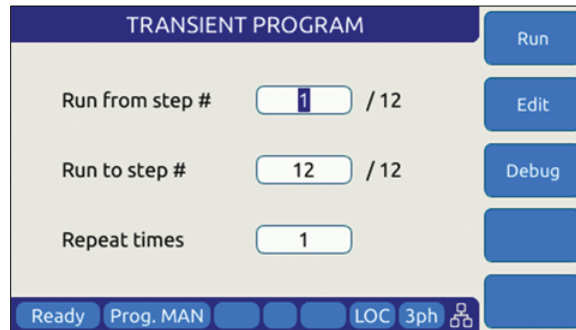 TRANSIENT PROGRAM
Run
Run from step # 1 / 12
Edit
Run to step # 12 / 12
Debug
Repeat times 1
Ready Prog. MAN LOC 3ph